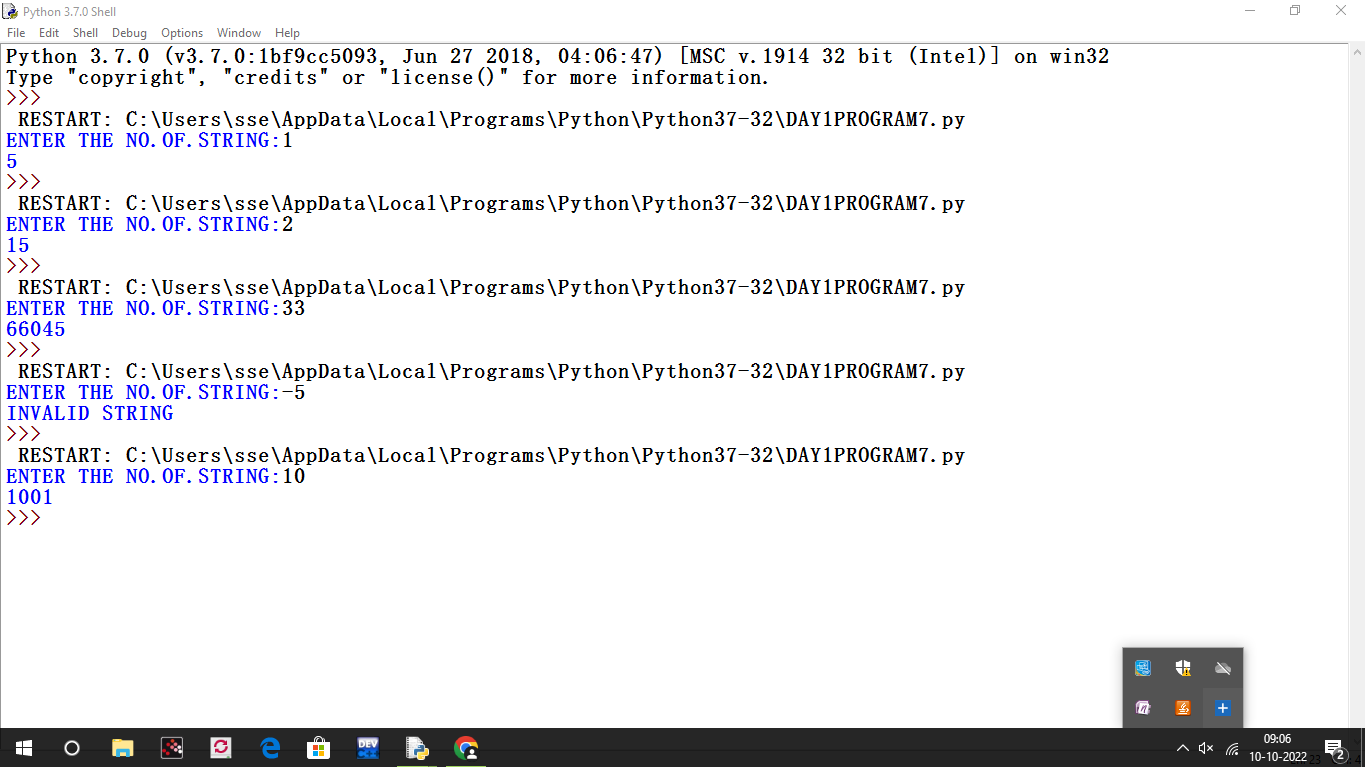 Python 3.7.0 Shell
File Edit Shell Debug Options Window Help
Python 3.7.0 (v3.7.0:1bf9cc5093, Jun 27 2018, 04:06:47) [MSC v.1914 32 bit (Intel)] on win32
Type "copyright", "credits" or "license()" for more information.
>>>
 RESTART: C:\Users\sse\AppData\Local\Programs\Python\Python37-32\DAY1PROGRAM7.py
ENTER THE NO.OF.STRING:1
5
>>>
 RESTART: C:\Users\sse\AppData\Local\Programs\Python\Python37-32\DAY1PROGRAM7.py
ENTER THE NO.OF.STRING:2
15
>>>
 RESTART: C:\Users\sse\AppData\Local\Programs\Python\Python37-32\DAY1PROGRAM7.py
ENTER THE NO.OF.STRING:33
66045
>>>
 RESTART: C:\Users\sse\AppData\Local\Programs\Python\Python37-32\DAY1PROGRAM7.py
ENTER THE NO.OF.STRING:-5
INVALID STRING
>>>
 RESTART: C:\Users\sse\AppData\Local\Programs\Python\Python37-32\DAY1PROGRAM7.py
ENTER THE NO.OF.STRING:10
1001
>>>
DEV
09:06
10-10-2022
2